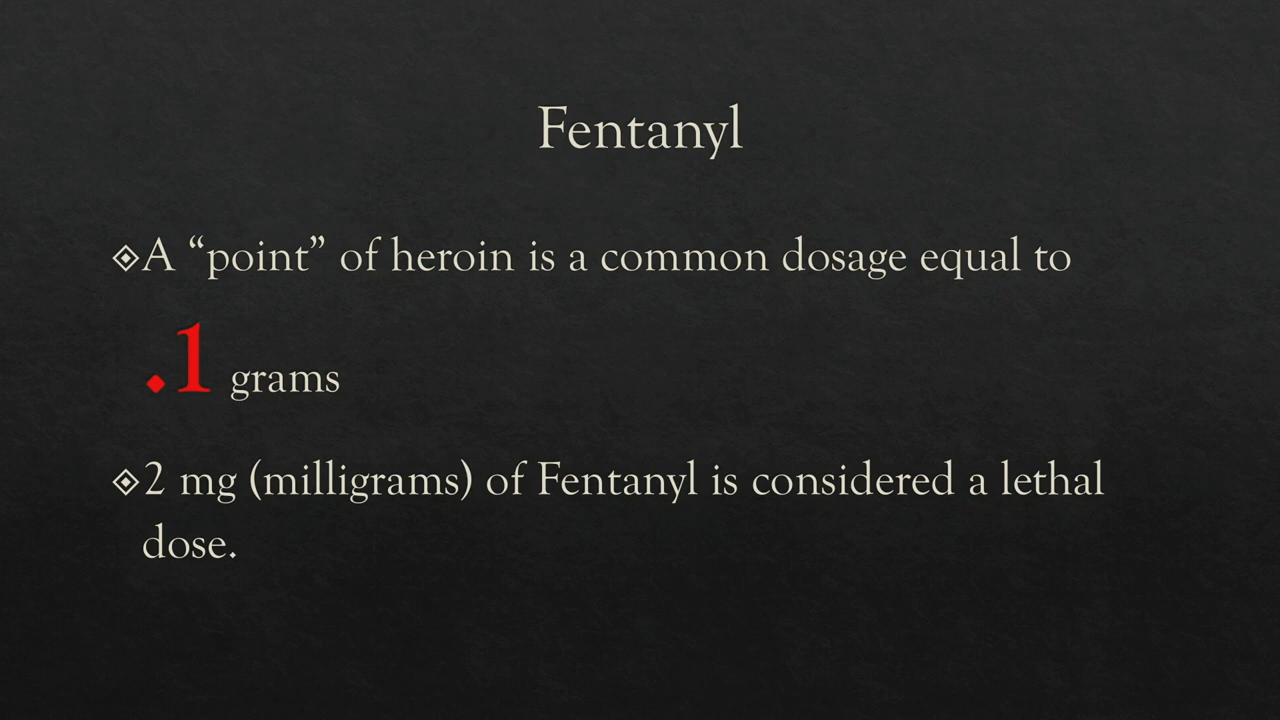 Fentanyl
A “point” of heroin is a common dosage equal to
.1 grams
2 mg (milligrams) of Fentanyl is considered a lethal
dose.